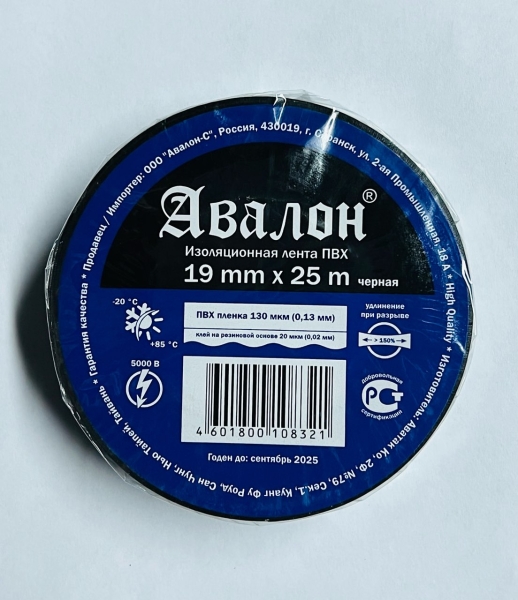 * Гарантия качества * Продавец / Импортер: ООО "Авалон-С", Россия, 430019, г. Саранск, ул. 2-ая Промышленная, 18 А * High Quality * Изготовитель: Аватак Ко, 2Ф, №79, Сек.1, Куанг Фу Роуд, Сан Чунг, Нью Тайпей, Тайвань
Авалон®
Изоляционная лента ПВХ
19 mm x 25 m черная
-20 °C
+85 °C
5000 В
ПВХ пленка 130 мкм (0,13 мм)
клей на резиновой основе 20 мкм (0,02 мм)
удлинение
при разрыве
> 150%
добровольная
РСТ
сертификация
4 601800 108321
Годен до: сентябрь 2025